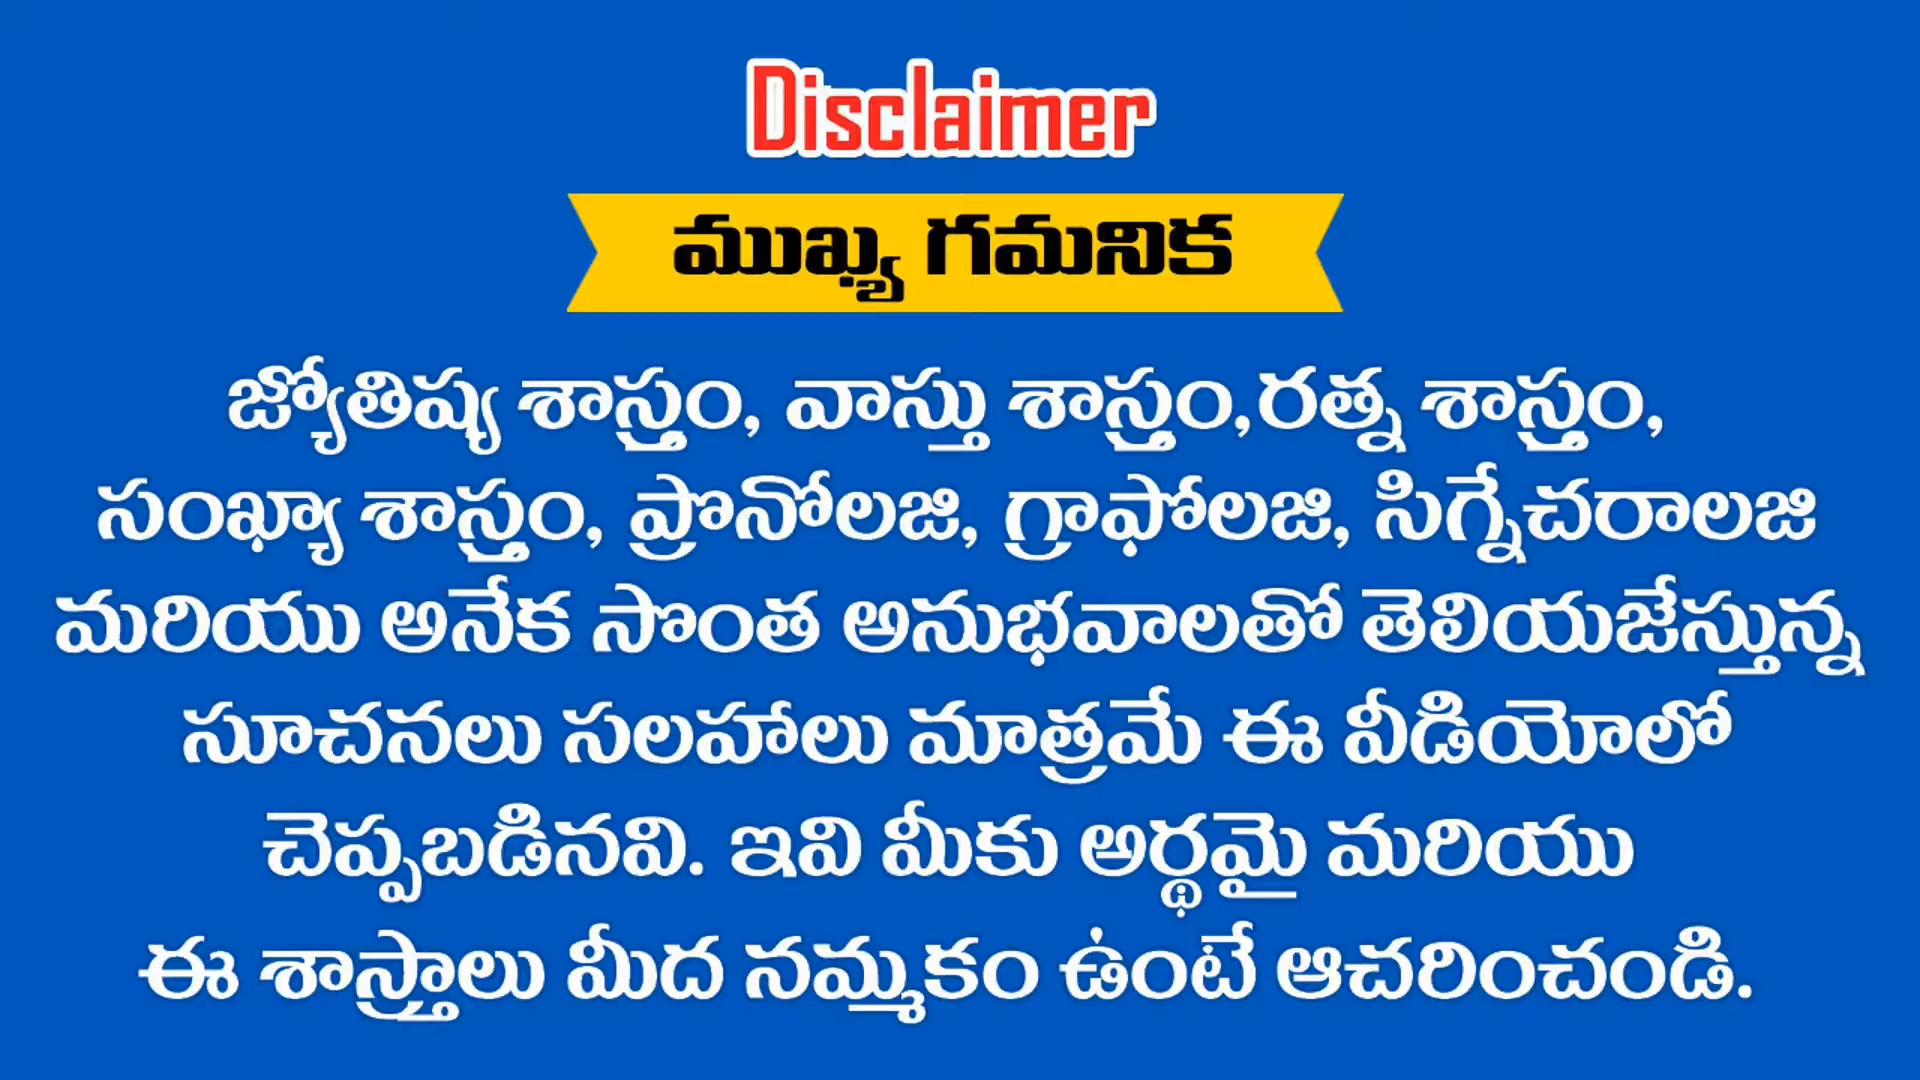 Disclaimer
ముఖ్య గమనిక
జ్యోతిష్య శాస్త్రం, వాస్తు శాస్త్రం,రత్న శాస్త్రం,
సంఖ్యా శాస్త్రం, ప్రొనోలజి, గ్రాఫోలజి, సిగ్నేచరాలజి
మరియు అనేక సొంత అనుభవాలతో తెలియజేస్తున్న
సూచనలు సలహాలు మాత్రమే ఈ వీడియోలో
చెప్పబడినవి. ఇవి మీకు అర్థమై మరియు
ఈ శాస్త్రాలు మీద నమ్మకం ఉంటే ఆచరించండి.